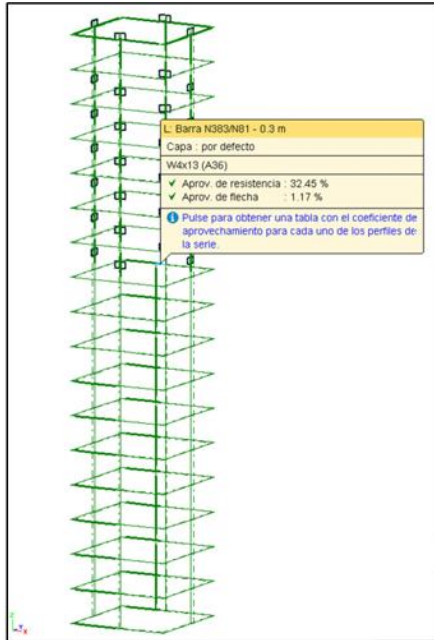 L: Barra N383/N81 - 0.3 m
Capa : por defecto
W4x13 (A36)
✓ Aprov. de resistencia : 32.45 %
✓ Aprov. de flecha : 1.17 %
Pulse para obtener una tabla con el coeficiente de
aprovechamiento para cada uno de los perfiles de
la serie.